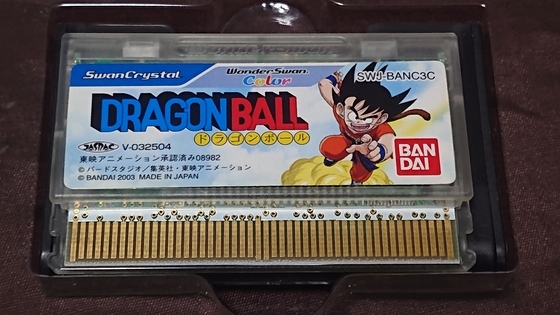 SwanCrystal
WonderSwan Color
SWJ-BANC3C
DRAGON BALL
ドラゴンボール
JASRAC V-032504
東映アニメーション承認済み08982
© バードスタジオ／集英社・東映アニメーション
© BANDAI 2003 MADE IN JAPAN
BAN
DAI